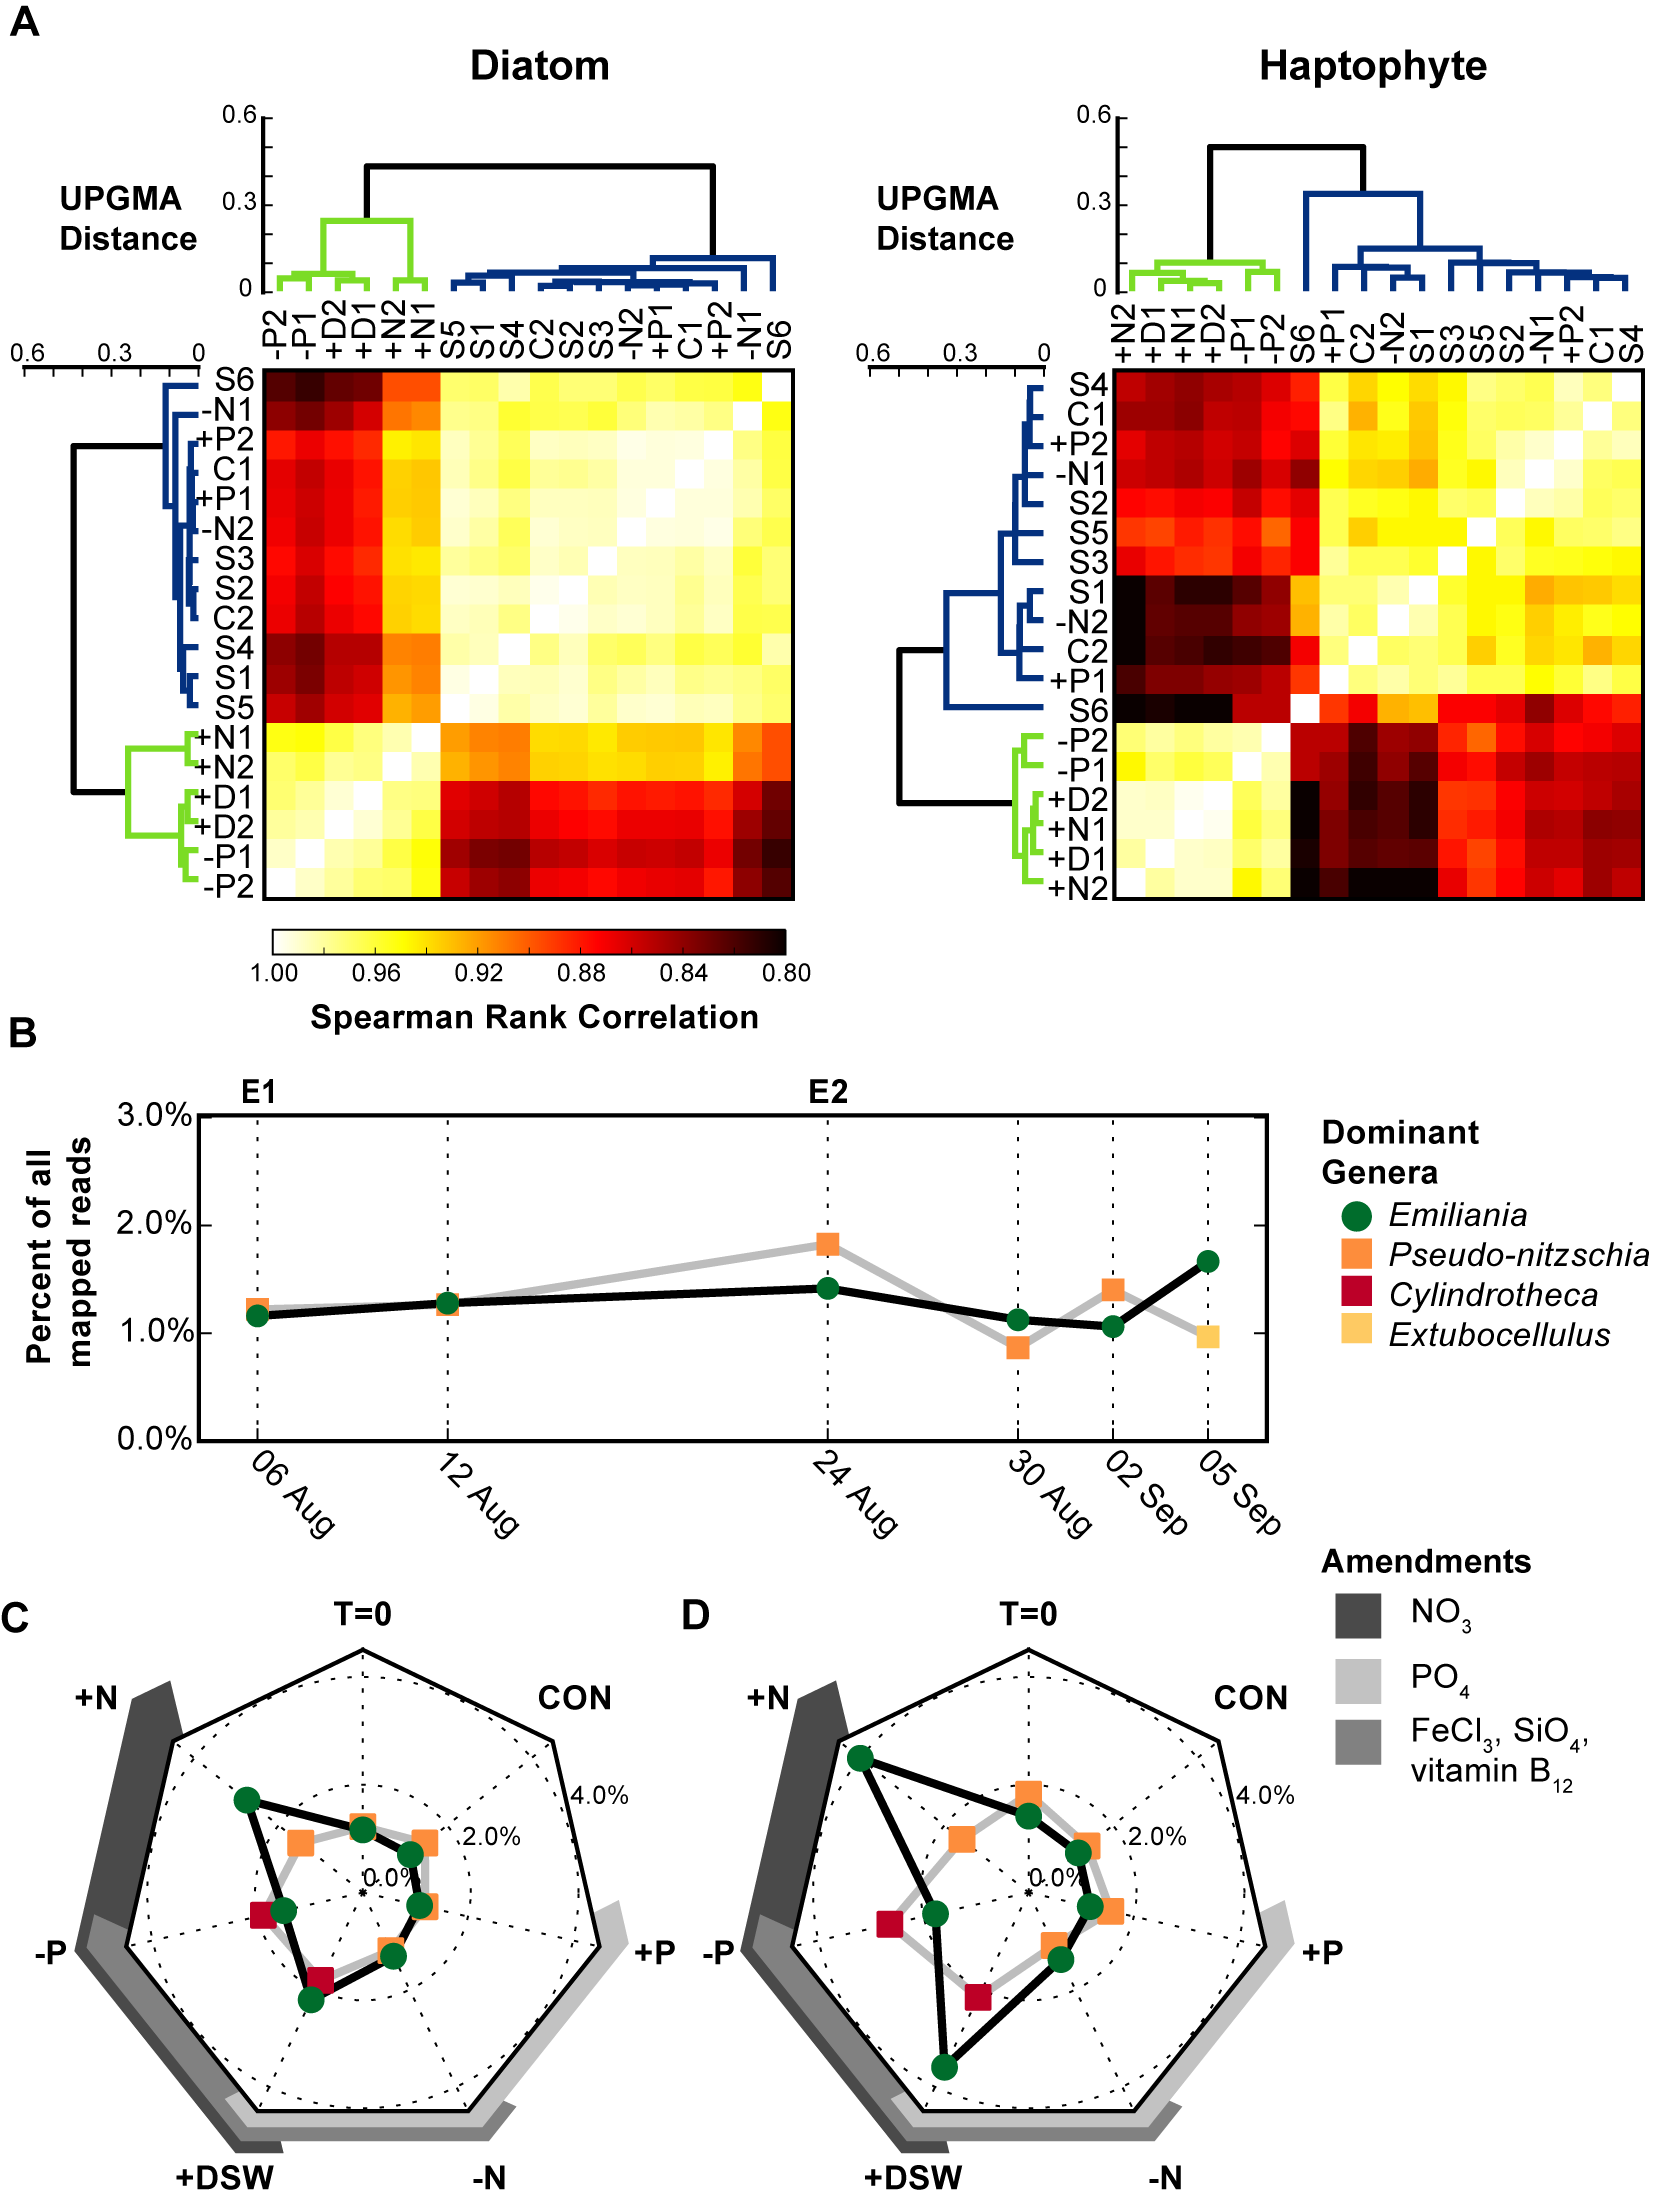 A
Diatom
Haptophyte
0.6
0.3
0
UPGMA
Distance
0.6
0.3
0
UPGMA
Distance
-P2
-P1
+D2
+D1
+N2
+N1
S5
S1
S4
C2
S2
S3
-N2
+P1
C1
+P2
-N1
S6
+N2
+D1
+N1
+D2
-P1
-P2
S6
+P1
C2
-N2
S1
S3
S5
S2
-N1
+P2
C1
S4
0.6 0.3 0
S6
-N1
+P2
C1
+P1
-N2
S3
S2
C2
S4
S1
S5
+N1
+N2
+D1
+D2
-P1
-P2
0.6 0.3 0
S4
C1
+P2
-N1
S2
S5
S3
S1
-N2
C2
+P1
S6
-P2
-P1
+D2
+N1
+D1
+N2
1.00 0.96 0.92 0.88 0.84 0.80
Spearman Rank Correlation
B
E1
E2
3.0%
2.0%
1.0%
0.0%
Percent of all
mapped reads
06 Aug
12 Aug
24 Aug
30 Aug
02 Sep
05 Sep
Dominant
Genera
Emiliania
Pseudo-nitzschia
Cylindrotheca
Extubocellulus
Amendments
NO3
PO4
FeCl3, SiO4,
vitamin B12
C
T=0
CON
+P
-N
+DSW
-P
+N
4.0%
2.0%
0.0%
D
T=0
CON
+P
-N
+DSW
-P
+N
4.0%
2.0%
0.0%